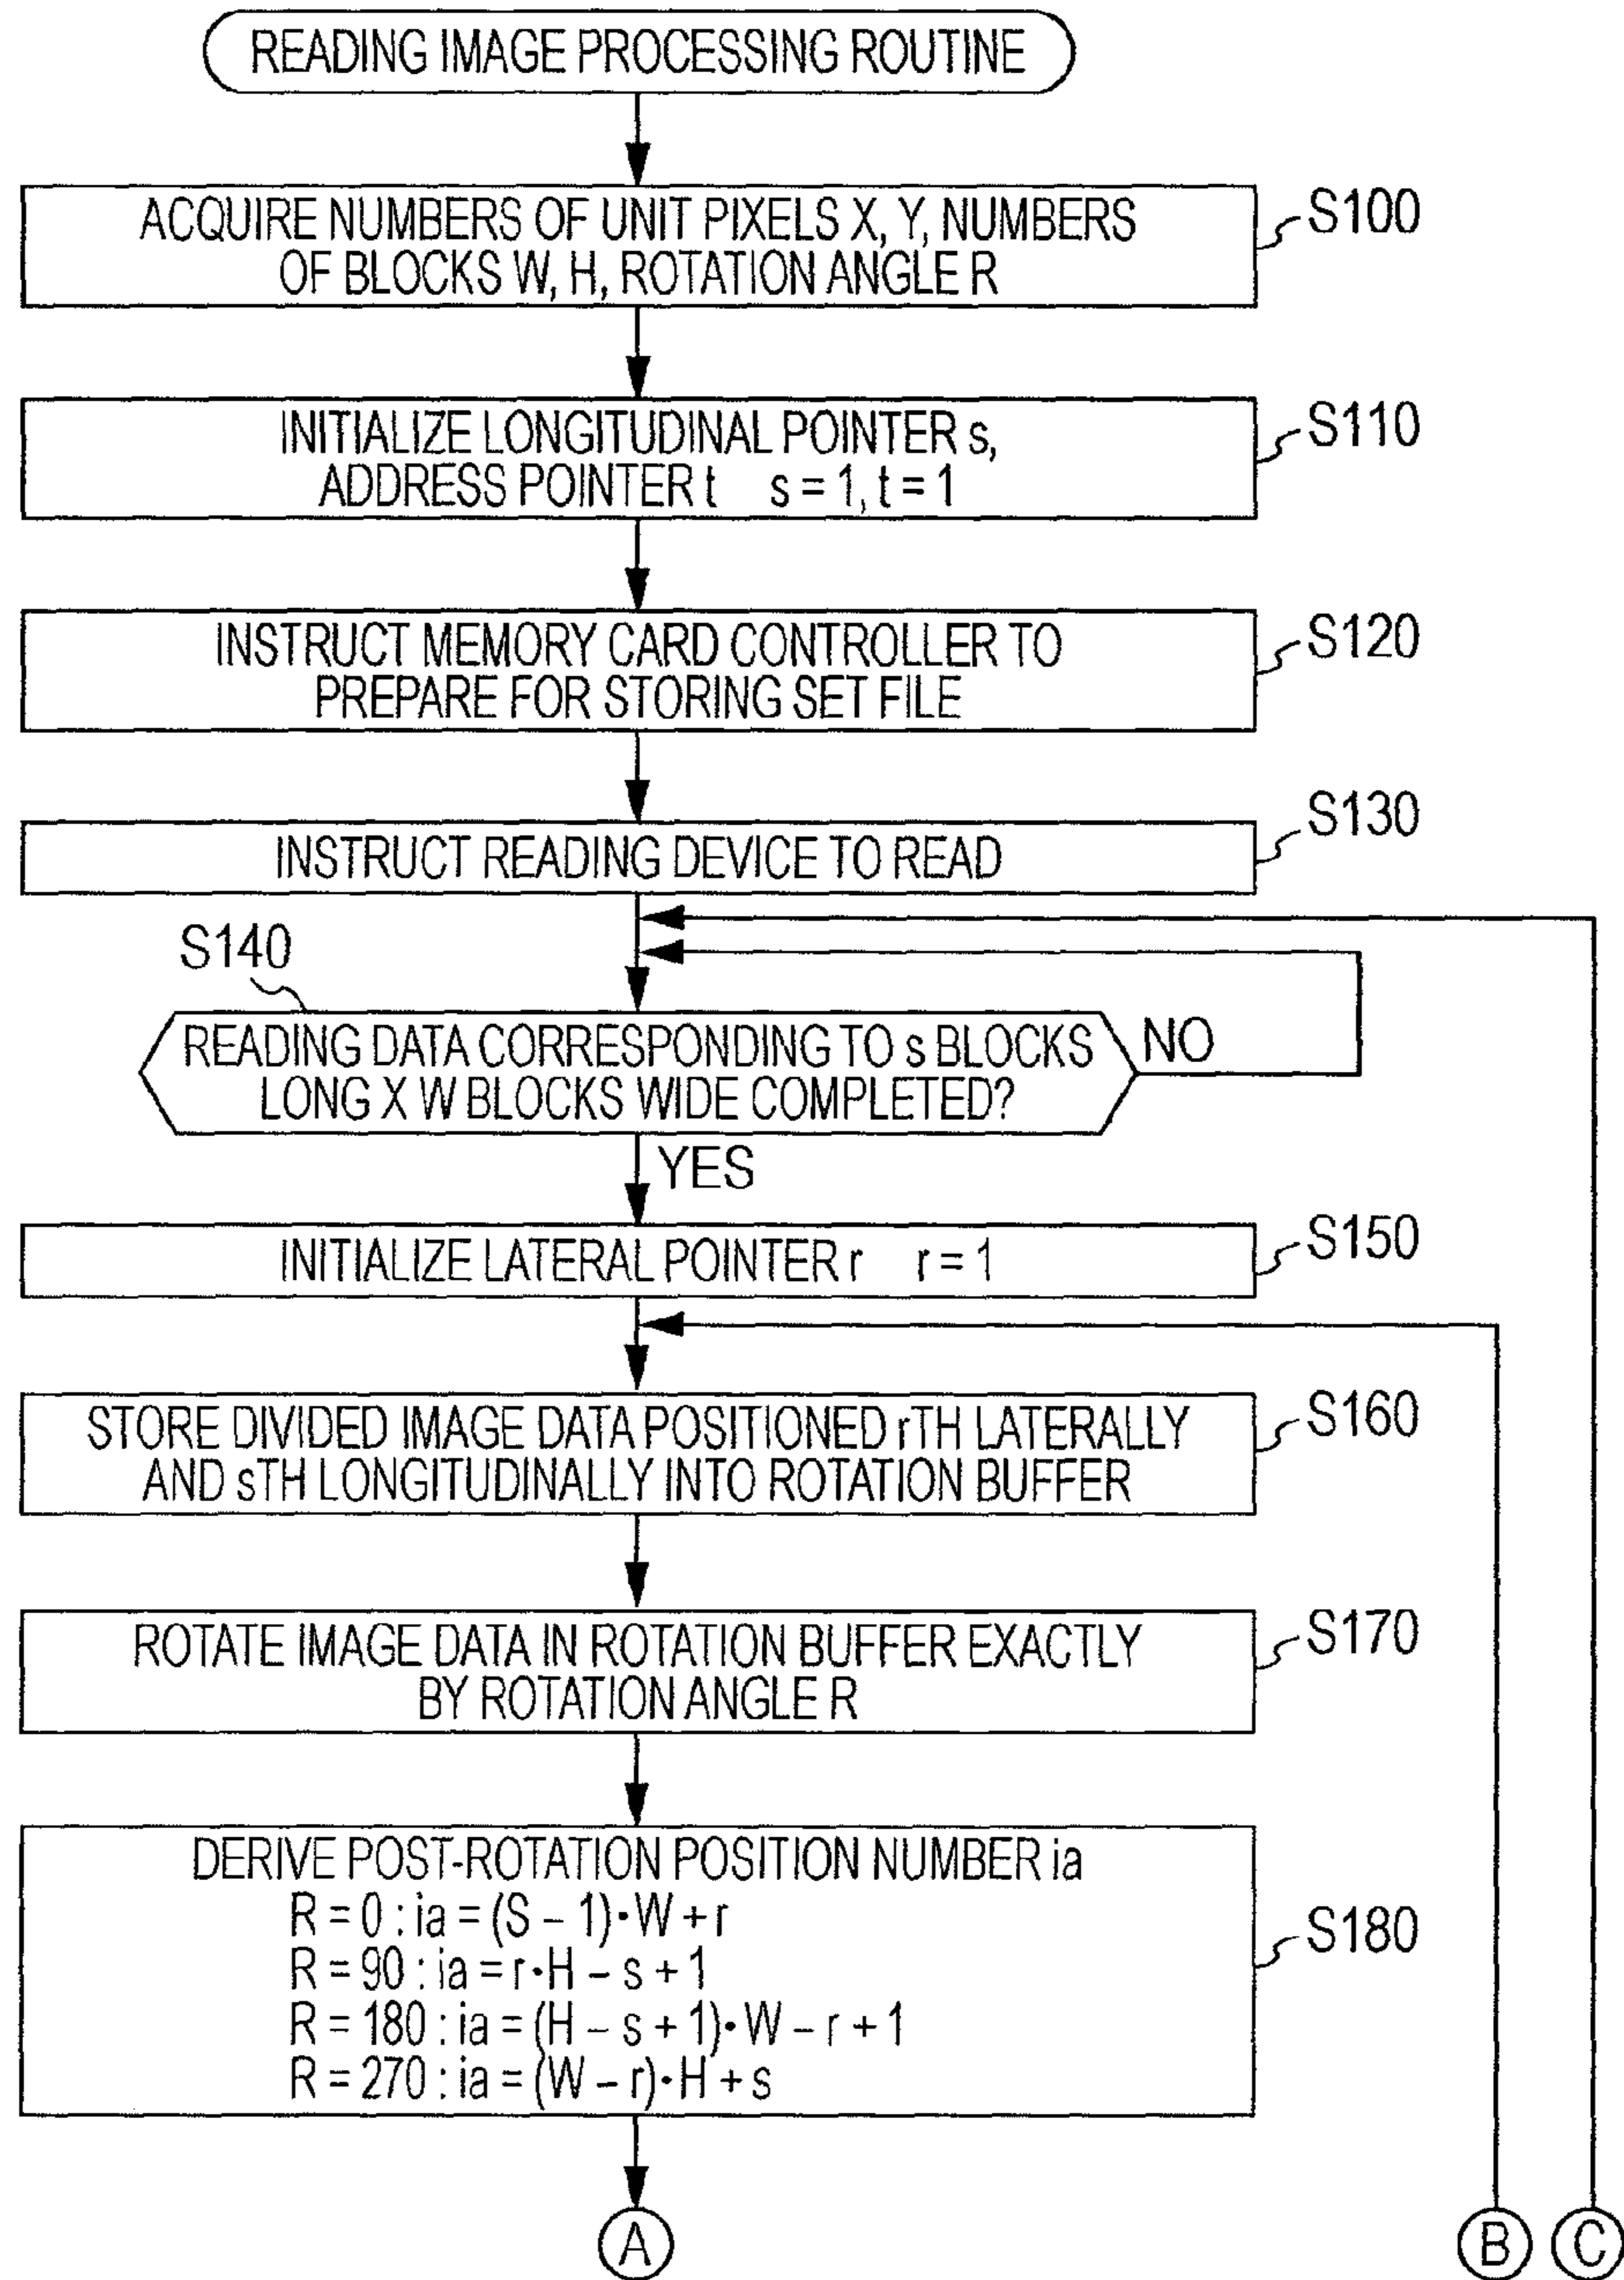 READING IMAGE PROCESSING ROUTINE
ACQUIRE NUMBERS OF UNIT PIXELS X, Y, NUMBERS
OF BLOCKS W, H, ROTATION ANGLE R
S100
INITIALIZE LONGITUDINAL POINTER s,
ADDRESS POINTER t s = 1, t = 1
S110
INSTRUCT MEMORY CARD CONTROLLER TO
PREPARE FOR STORING SET FILE
S120
INSTRUCT READING DEVICE TO READ
S130
S140
READING DATA CORRESPONDING TO s BLOCKS
LONG X W BLOCKS WIDE COMPLETED?
NO
YES
INITIALIZE LATERAL POINTER r r = 1
S150
STORE DIVIDED IMAGE DATA POSITIONED rTH LATERALLY
AND sTH LONGITUDINALLY INTO ROTATION BUFFER
S160
ROTATE IMAGE DATA IN ROTATION BUFFER EXACTLY
BY ROTATION ANGLE R
S170
DERIVE POST-ROTATION POSITION NUMBER ia
R = 0 : ia = (S − 1)·W + r
R = 90 : ia = r·H − s + 1
R = 180 : ia = (H − s + 1)·W − r + 1
R = 270 : ia = (W − r)·H + s
S180
A
B
C